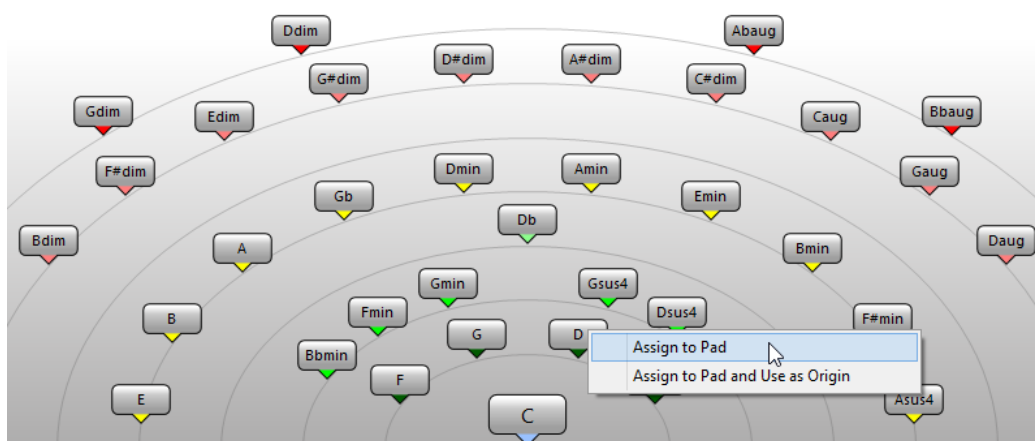 Ddim
Abaug
D#dim
A#dim
G#dim
C#dim
Gdim
Edim
Caug
Bbaug
F#dim
Dmin
Amin
Gaug
Gb
Emin
Db
Bdim
A
Bmin
Daug
Gmin
Gsus4
Fmin
Dsus4
B
F#min
G
D
Bbmin
Assign to Pad
F
Assign to Pad and Use as Origin
E
Asus4
C